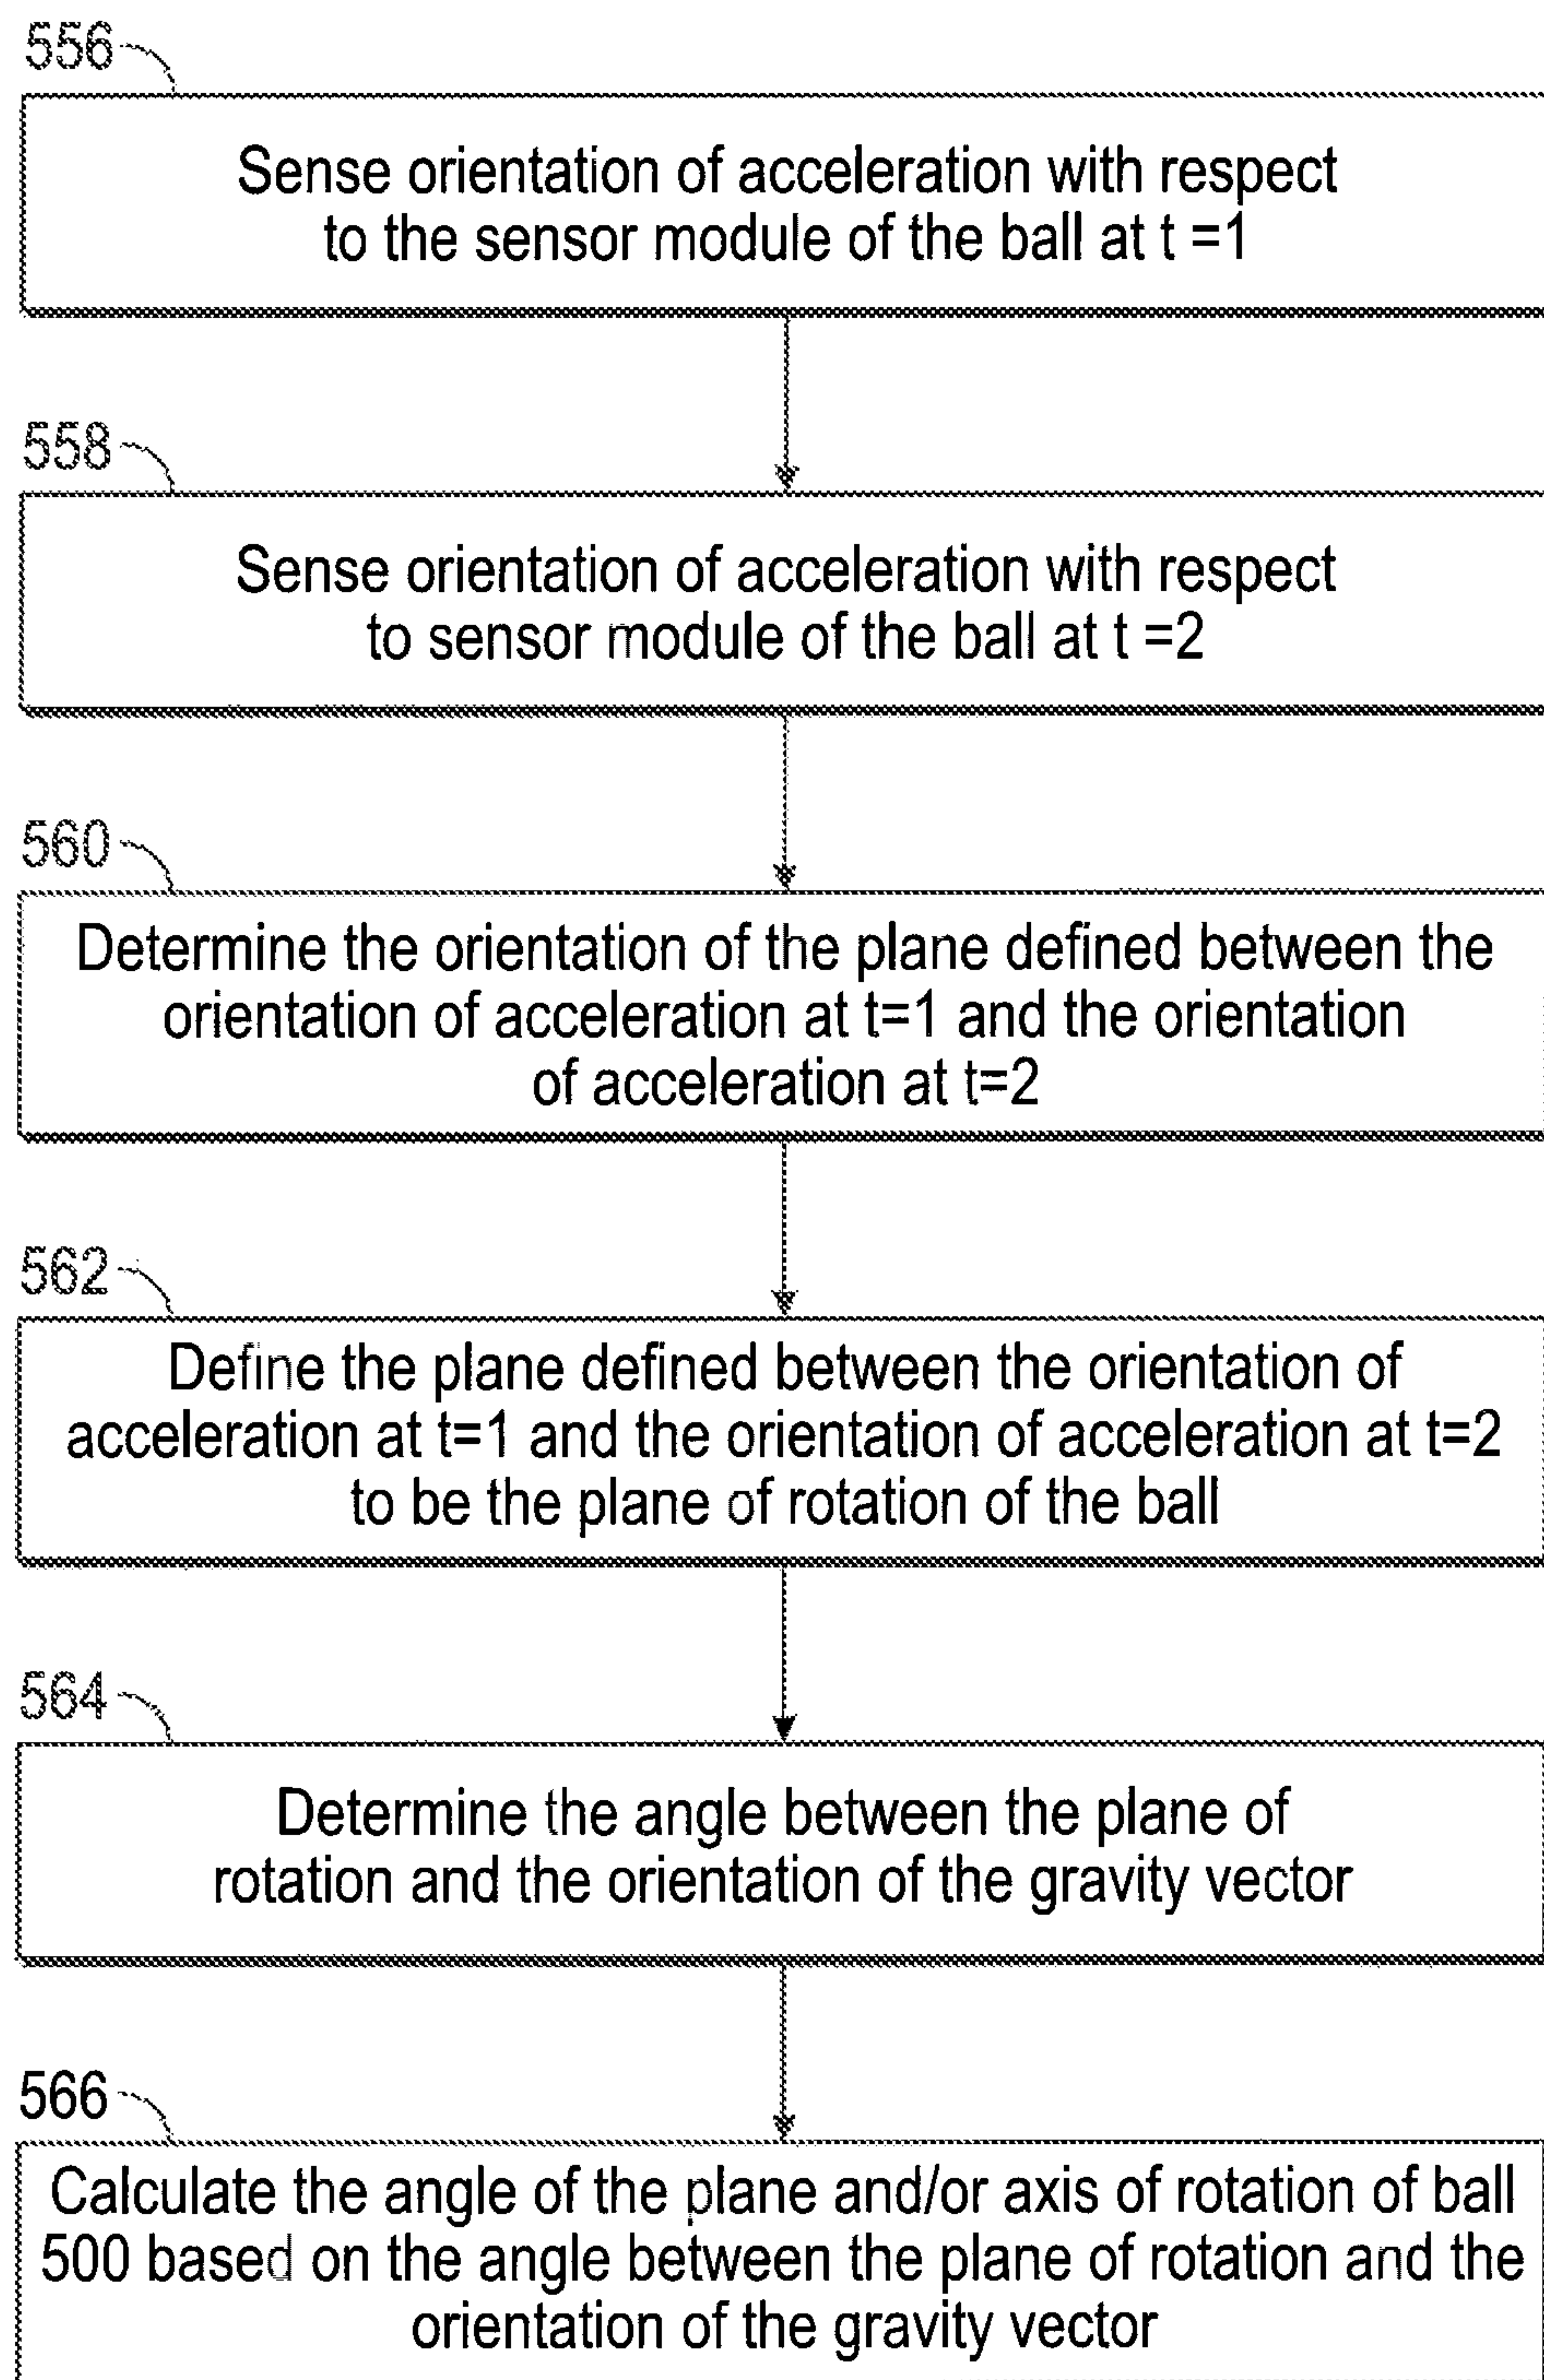 556
Sense orientation of acceleration with respect
to the sensor module of the ball at t =1
558
Sense orientation of acceleration with respect
to sensor module of the ball at t =2
560
Determine the orientation of the plane defined between the
orientation of acceleration at t=1 and the orientation
of acceleration at t=2
562
Define the plane defined between the orientation of
acceleration at t=1 and the orientation of acceleration at t=2
to be the plane of rotation of the ball
564
Determine the angle between the plane of
rotation and the orientation of the gravity vector
566
Calculate the angle of the plane and/or axis of rotation of ball
500 based on the angle between the plane of rotation and the
orientation of the gravity vector